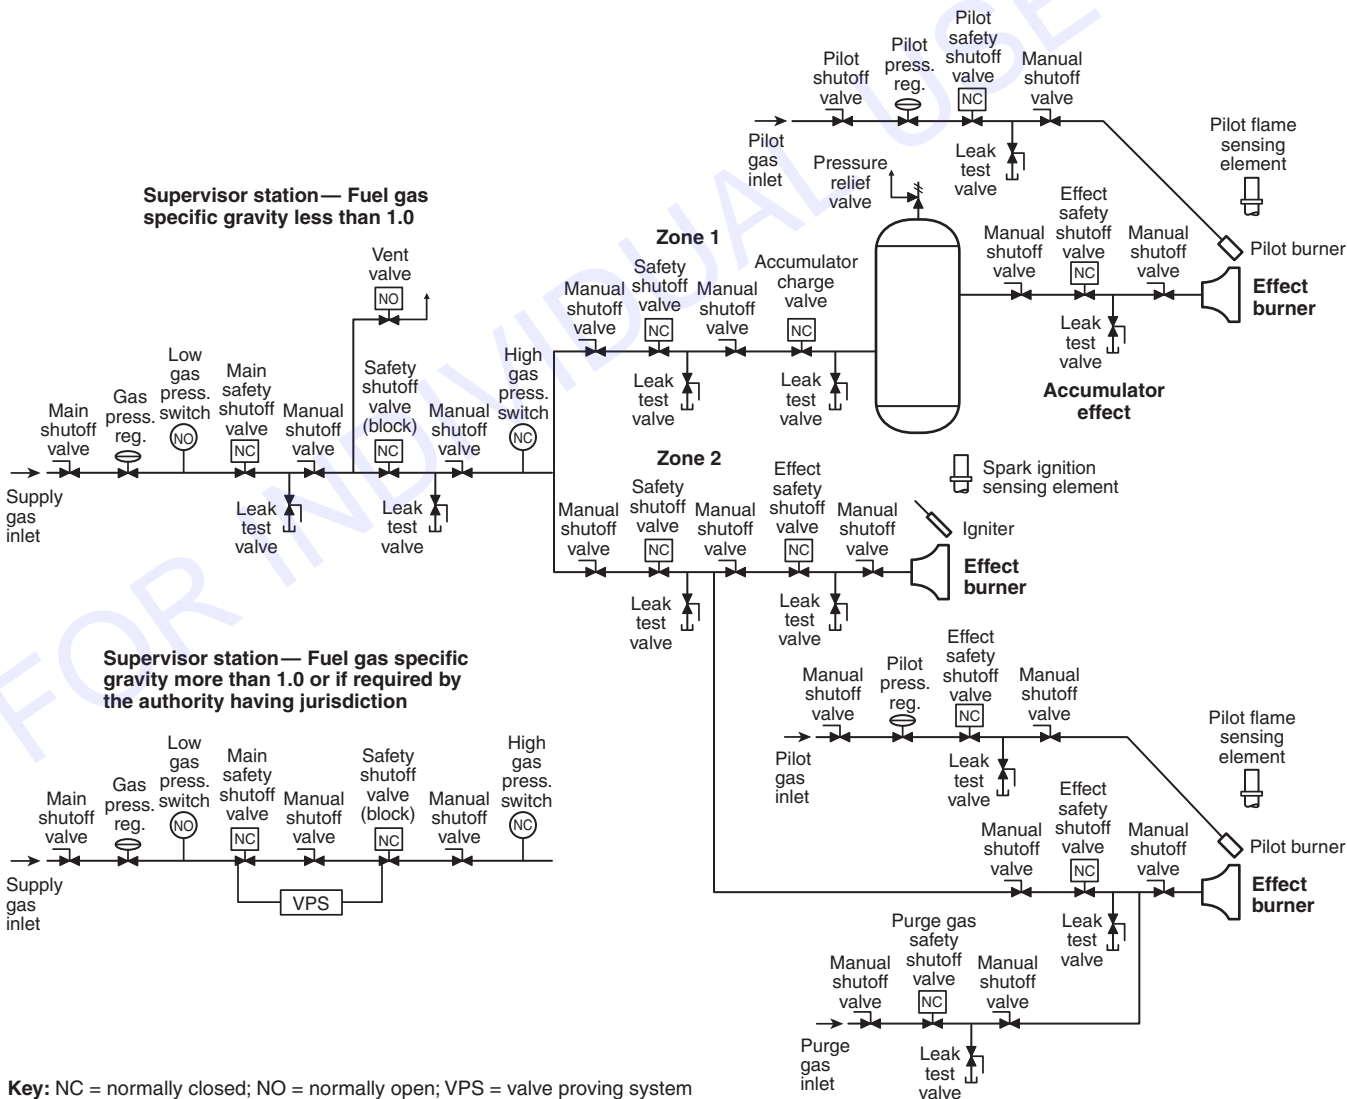 FOR INDIVIDUAL USE
Pilot
shutoff
valve
Pilot
press.
reg.
Pilot
safety
shutoff
valve
NC
Manual
shutoff
valve
Pilot
gas
inlet
Leak
test
valve
Pilot flame
sensing
element
Pressure
relief
valve
Pilot burner
Manual
shutoff
valve
Effect
safety
shutoff
valve
NC
Manual
shutoff
valve
Effect
burner
Leak
test
valve
Accumulator
effect
Supervisor station— Fuel gas
specific gravity less than 1.0
Vent
valve
NO
Main
shutoff
valve
Gas
press.
reg.
Low
gas
press.
switch
NO
Main
safety
shutoff
valve
NC
Manual
shutoff
valve
Safety
shutoff
valve
(block)
NC
Manual
shutoff
valve
High
gas
press.
switch
NC
Supply
gas
inlet
Leak
test
valve
Leak
test
valve
Zone 1
Manual
shutoff
valve
Safety
shutoff
valve
NC
Manual
shutoff
valve
Accumulator
charge
valve
NC
Leak
test
valve
Leak
test
valve
Zone 2
Manual
shutoff
valve
Safety
shutoff
valve
NC
Manual
shutoff
valve
Effect
safety
shutoff
valve
NC
Manual
shutoff
valve
Spark ignition
sensing element
Igniter
Effect
burner
Leak
test
valve
Leak
test
valve
Manual
shutoff
valve
Pilot
press.
reg.
Effect
safety
shutoff
valve
NC
Manual
shutoff
valve
Pilot
gas
inlet
Leak
test
valve
Pilot flame
sensing
element
Pilot burner
Manual
shutoff
valve
Effect
safety
shutoff
valve
NC
Manual
shutoff
valve
Effect
burner
Leak
test
valve
Manual
shutoff
valve
Purge gas
safety
shutoff
valve
NC
Manual
shutoff
valve
Purge
gas
inlet
Leak
test
valve
Supervisor station— Fuel gas specific
gravity more than 1.0 or if required by
the authority having jurisdiction
Main
shutoff
valve
Gas
press.
reg.
Low
gas
press.
switch
NO
Main
safety
shutoff
valve
NC
Manual
shutoff
valve
Safety
shutoff
valve
(block)
NC
Manual
shutoff
valve
High
gas
press.
switch
NC
Supply
gas
inlet
VPS
Key: NC = normally closed; NO = normally open; VPS = valve proving system